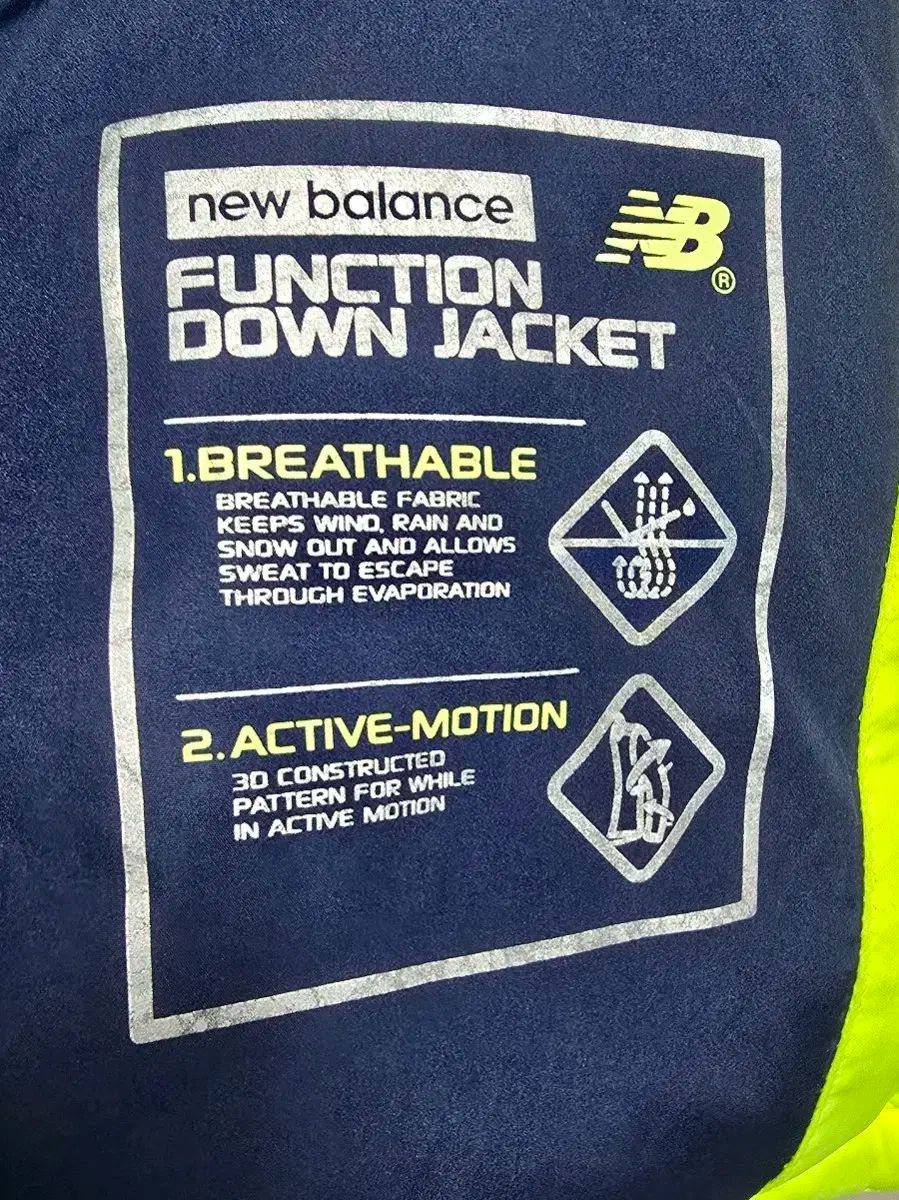 new balance
NB®
FUNCTION
DOWN JACKET
1.BREATHABLE
BREATHABLE FABRIC
KEEPS WIND, RAIN AND
SNOW OUT AND ALLOWS
SWEAT TO ESCAPE
THROUGH EVAPORATION
2.ACTIVE-MOTION
3D CONSTRUCTED
PATTERN FOR WHILE
IN ACTIVE MOTION